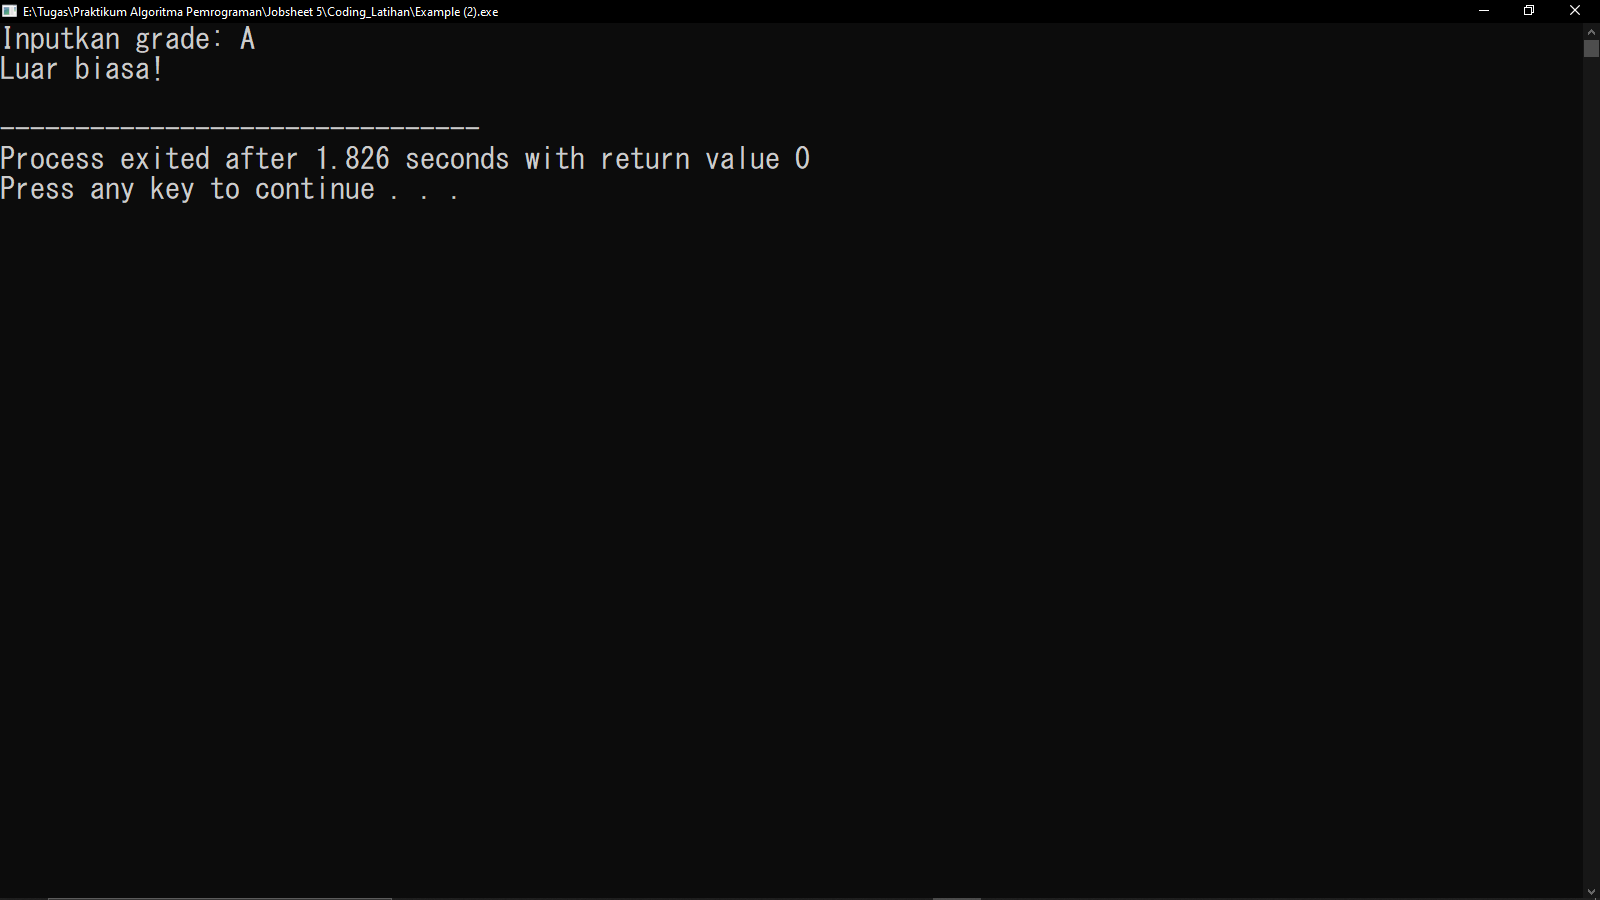 E:\Tugas\Praktikum Algoritma Pemrograman\Jobsheet 5\Coding_Latihan\Example (2).exe
Inputkan grade: A
Luar biasa!
--------------------------------
Process exited after 1.826 seconds with return value 0
Press any key to continue . . .